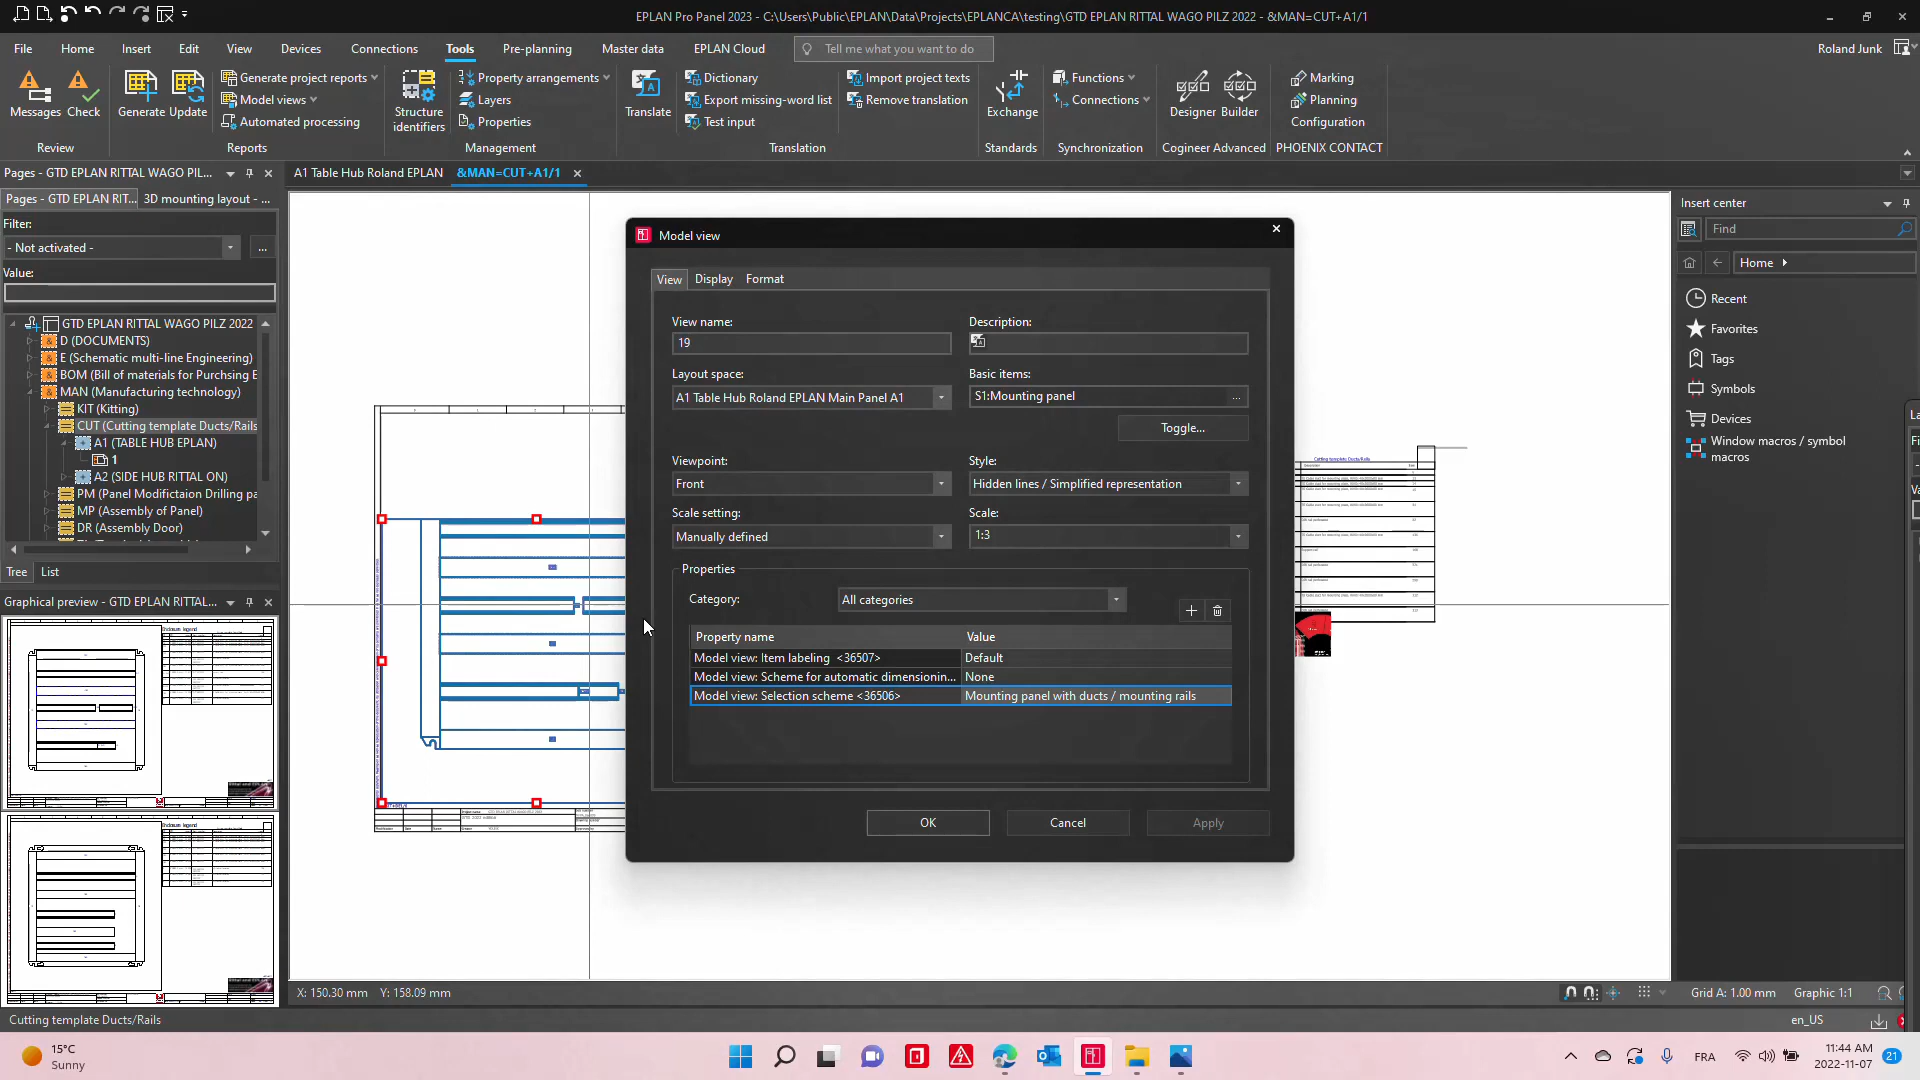 EPLAN Pro Panel 2023 - C:\Users\Public\EPLAN\Data\Projects\EPLANCA\testing\GTD EPLAN RITTAL WAGO PILZ 2022 - &MAN=CUT+A1/1
File Home Insert Edit View Devices Connections Tools Pre-planning Master data EPLAN Cloud Tell me what you want to do Roland Junk
Generate project reports Property arrangements Dictionary Import project texts Functions Marking
Model views Layers Export missing-word list Remove translation Connections Planning
Messages Check Generate Update Automated processing Structure identifiers Properties Translate Test input Exchange Designer Builder Configuration
Review Reports Management Translation Standards Synchronization Cogineer Advanced PHOENIX CONTACT
Pages - GTD EPLAN RITTAL WAGO PIL... A1 Table Hub Roland EPLAN &MAN=CUT+A1/1
Pages - GTD EPLAN RIT... 3D mounting layout - ...
Filter:
- Not activated - ...
Value:
GTD EPLAN RITTAL WAGO PILZ 2022
D (DOCUMENTS)
E (Schematic multi-line Engineering)
BOM (Bill of materials for Purchsing E
MAN (Manufacturing technology)
KIT (Kitting)
CUT (Cutting template Ducts/Rails
A1 (TABLE HUB EPLAN)
1
A2 (SIDE HUB RITTAL ON)
PM (Panel Modifictaion Drilling pa
MP (Assembly of Panel)
DR (Assembly Door)
Tree List
Graphical preview - GTD EPLAN RITTAL...
Model view
View Display Format
View name: Description:
19
Layout space: Basic items:
A1 Table Hub Roland EPLAN Main Panel A1 S1:Mounting panel ...
Toggle...
Viewpoint: Style:
Front Hidden lines / Simplified representation
Scale setting: Scale:
Manually defined 1:3
Properties
Category: All categories
Property name Value
Model view: Item labeling <36507> Default
Model view: Scheme for automatic dimensionin... None
Model view: Selection scheme <36506> Mounting panel with ducts / mounting rails
OK Cancel Apply
Cutting template Ducts/Rails
Insert center
Find
Home
Recent
Favorites
Tags
Symbols
Devices
Window macros / symbol
macros
X: 150.30 mm Y: 158.09 mm Grid A: 1.00 mm Graphic 1:1
Cutting template Ducts/Rails en_US
15°C
Sunny
FRA
11:44 AM
2022-11-07
21